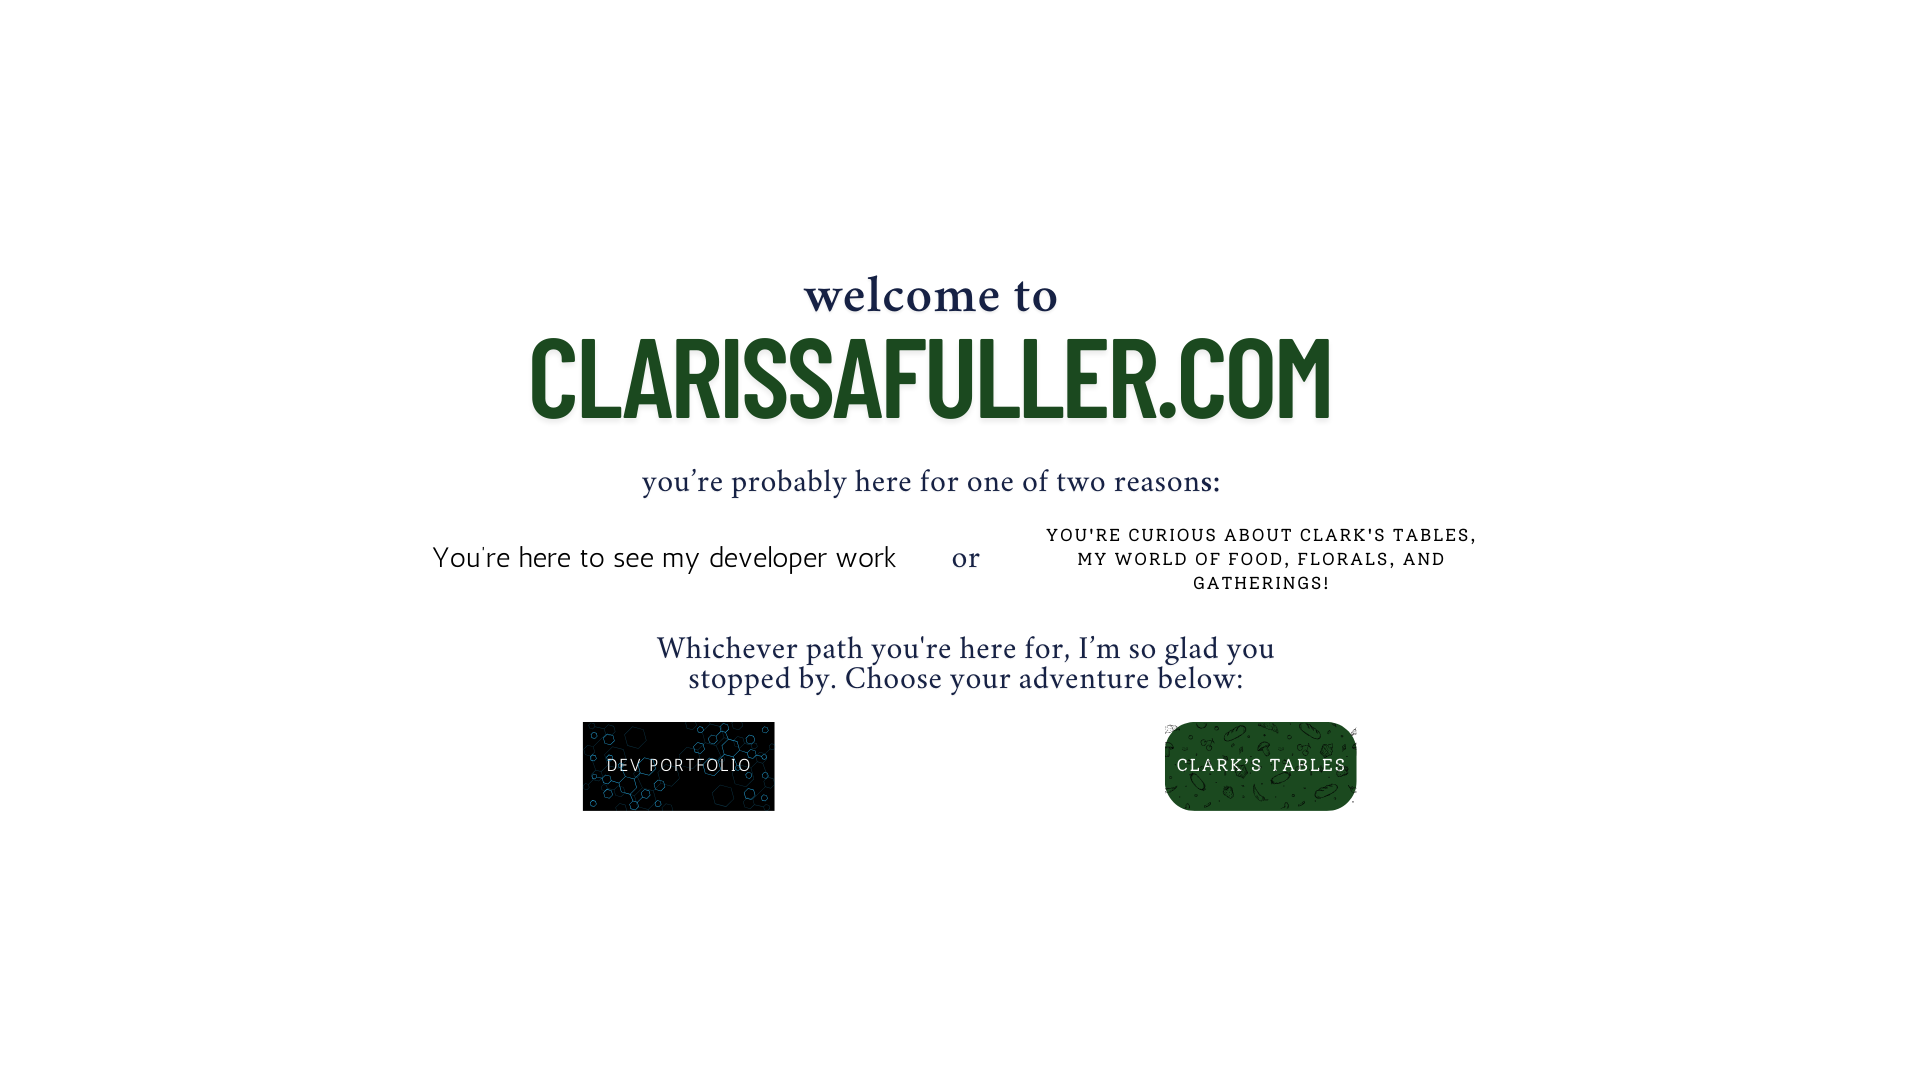 welcome to
CLARISSAFULLER.COM
you’re probably here for one of two reasons:
You're here to see my developer work
or
YOU'RE CURIOUS ABOUT CLARK'S TABLES,
MY WORLD OF FOOD, FLORALS, AND
GATHERINGS!
Whichever path you're here for, I’m so glad you
stopped by. Choose your adventure below:
DEV PORTFOLIO
CLARK’S TABLES